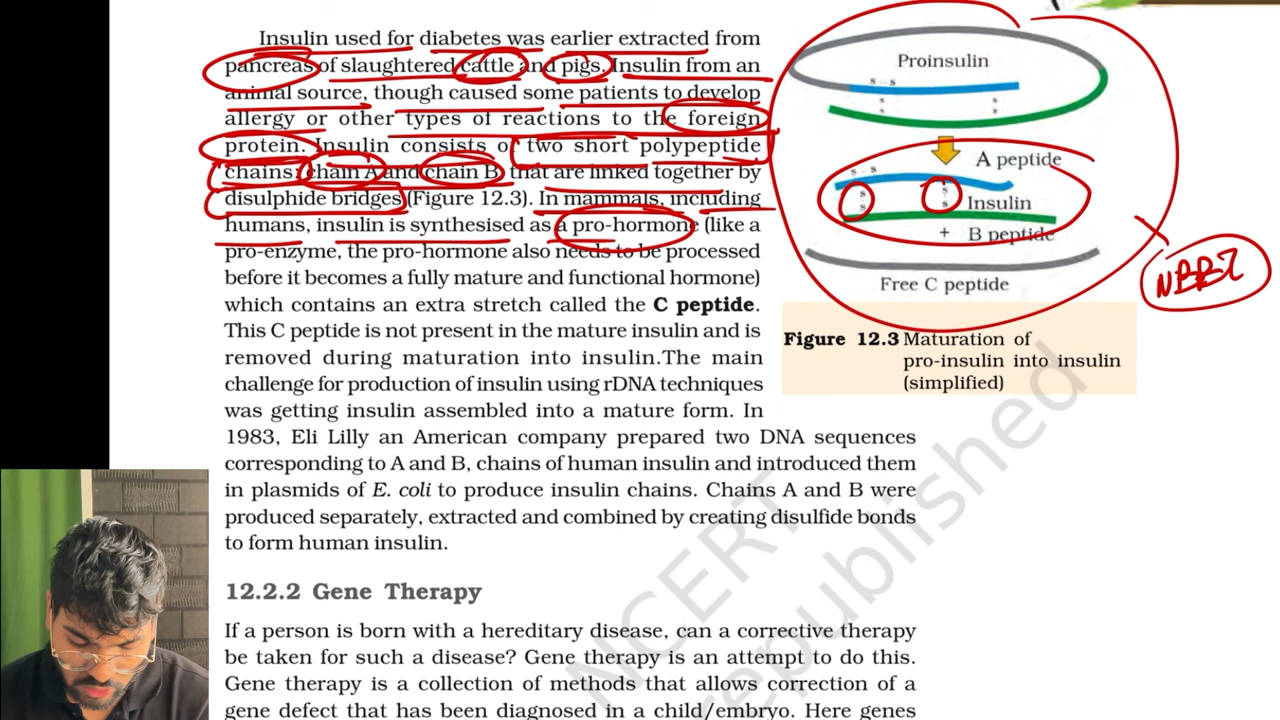 Insulin used for diabetes was earlier extracted from
pancreas of slaughtered cattle and pigs. Insulin from an
animal source, though caused some patients to develop
allergy or other types of reactions to the foreign
protein. Insulin consists of two short polypeptide
chains: chain A and chain B, that are linked together by
disulphide bridges (Figure 12.3). In mammals, including
humans, insulin is synthesised as a pro-hormone (like a
pro-enzyme, the pro-hormone also needs to be processed
before it becomes a fully mature and functional hormone)
which contains an extra stretch called the C peptide.
This C peptide is not present in the mature insulin and is
removed during maturation into insulin.The main
challenge for production of insulin using rDNA techniques
was getting insulin assembled into a mature form. In
1983, Eli Lilly an American company prepared two DNA sequences
corresponding to A and B, chains of human insulin and introduced them
in plasmids of E. coli to produce insulin chains. Chains A and B were
produced separately, extracted and combined by creating disulfide bonds
to form human insulin.
Proinsulin
s s
s s
s s
A peptide
s s
s s
s s
Insulin
+ B peptide
Free C peptide
Figure 12.3 Maturation of
pro-insulin into insulin
(simplified)
12.2.2 Gene Therapy
If a person is born with a hereditary disease, can a corrective therapy
be taken for such a disease? Gene therapy is an attempt to do this.
Gene therapy is a collection of methods that allows correction of a
gene defect that has been diagnosed in a child/embryo. Here genes
NCERT
republished